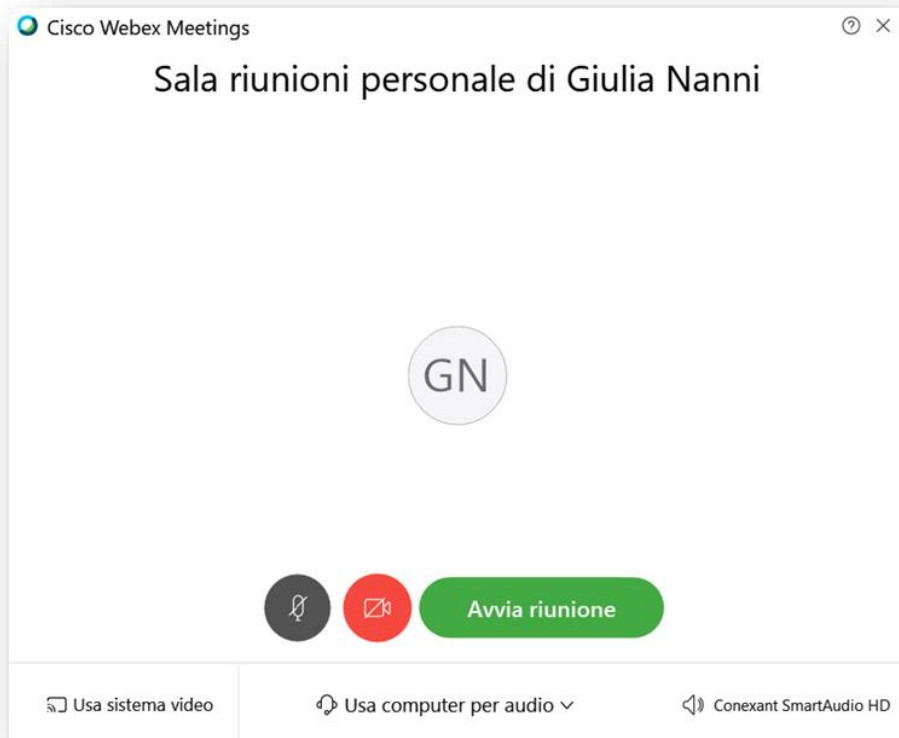 Cisco Webex Meetings
Sala riunioni personale di Giulia Nanni
GN
Avvia riunione
Usa sistema video
Usa computer per audio
Conexant SmartAudio HD